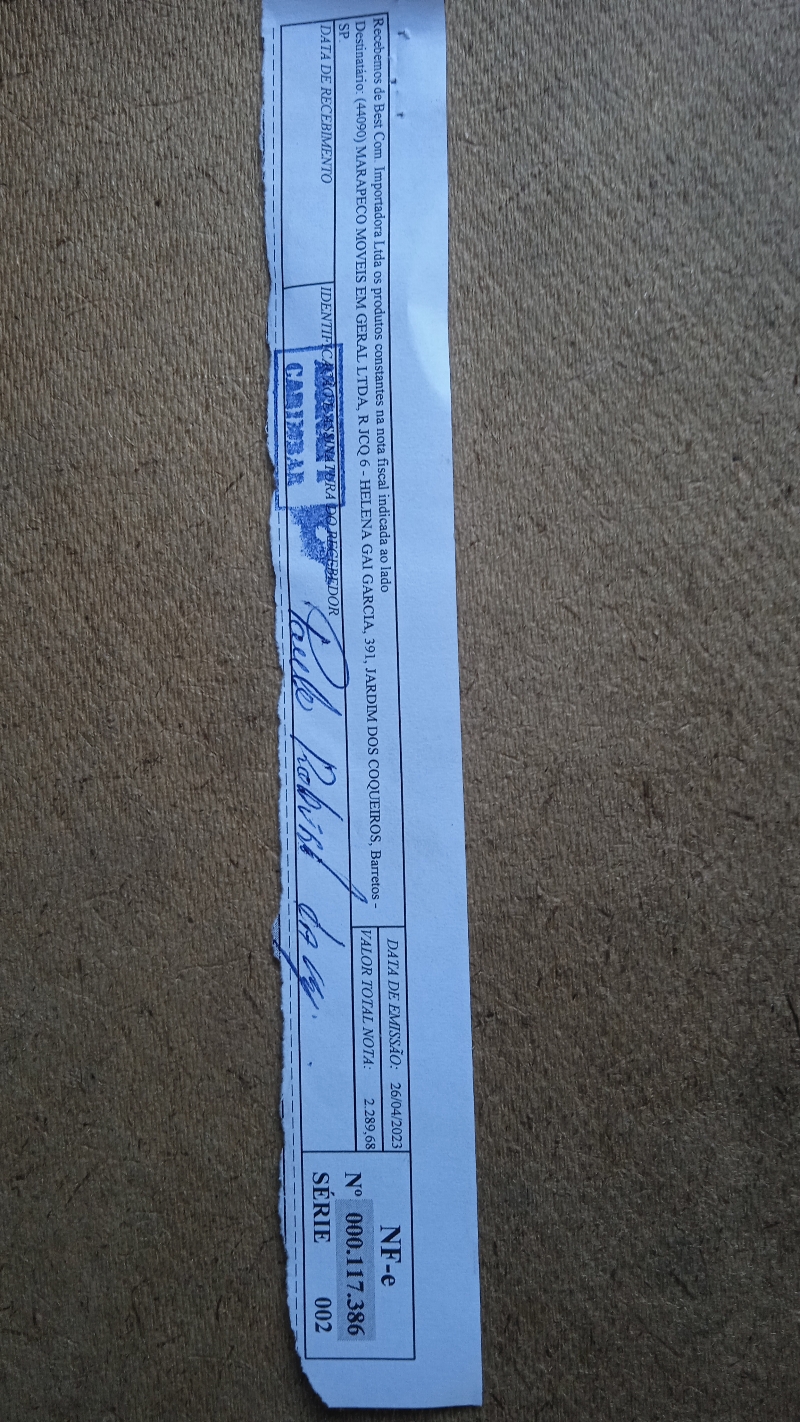 Recebemos de Best Com. Importadora Ltda os produtos constantes na nota fiscal indicada ao lado
Destinatário: (44090) MARAPECO MOVEIS EM GERAL LTDA, R JCQ 6 - HELENA GAI GARCIA, 391, JARDIM DOS COQUEIROS, Barretos -
SP.
DATA DE EMISSÃO: 26/04/2023
VALOR TOTAL NOTA: 2.289,68
DATA DE RECEBIMENTO
IDENTIFICAÇÃO E ASSINATURA DO RECEBEDOR
CARIMBAR
Paulo
NF-e
Nº 000.117.386
SÉRIE 002